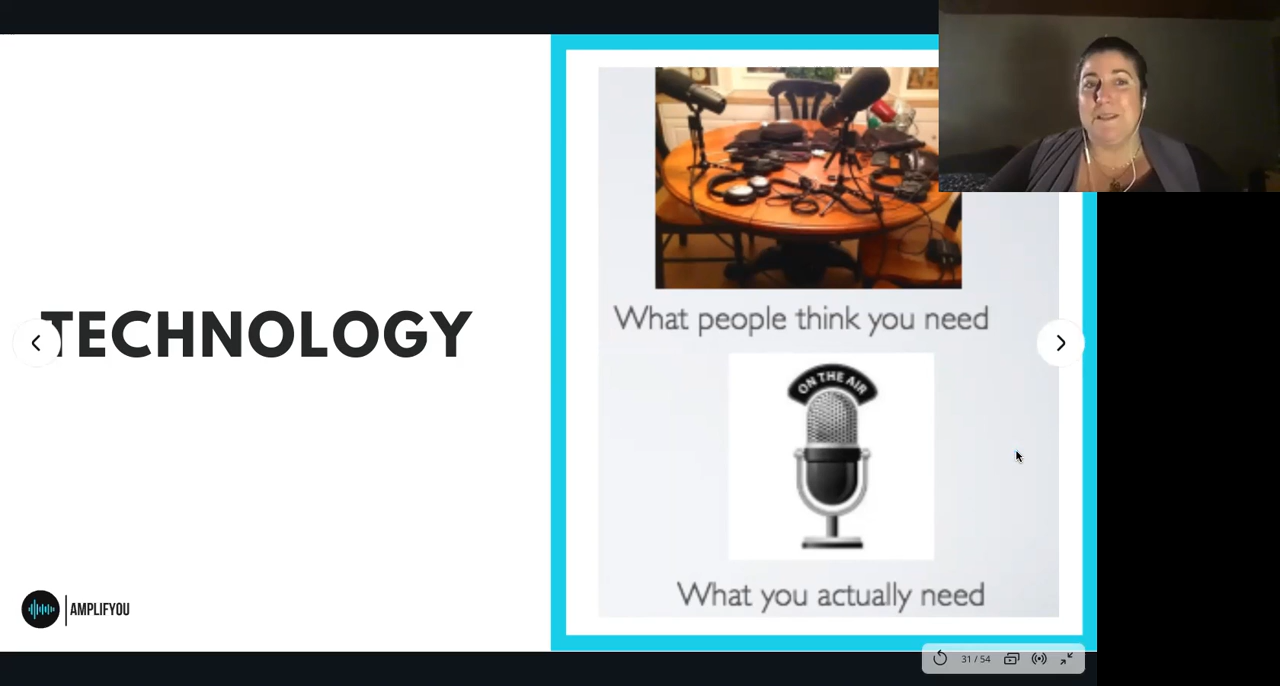 TECHNOLOGY
What people think you need
ON THE AIR
What you actually need
AMPLIFYOU
31 / 54